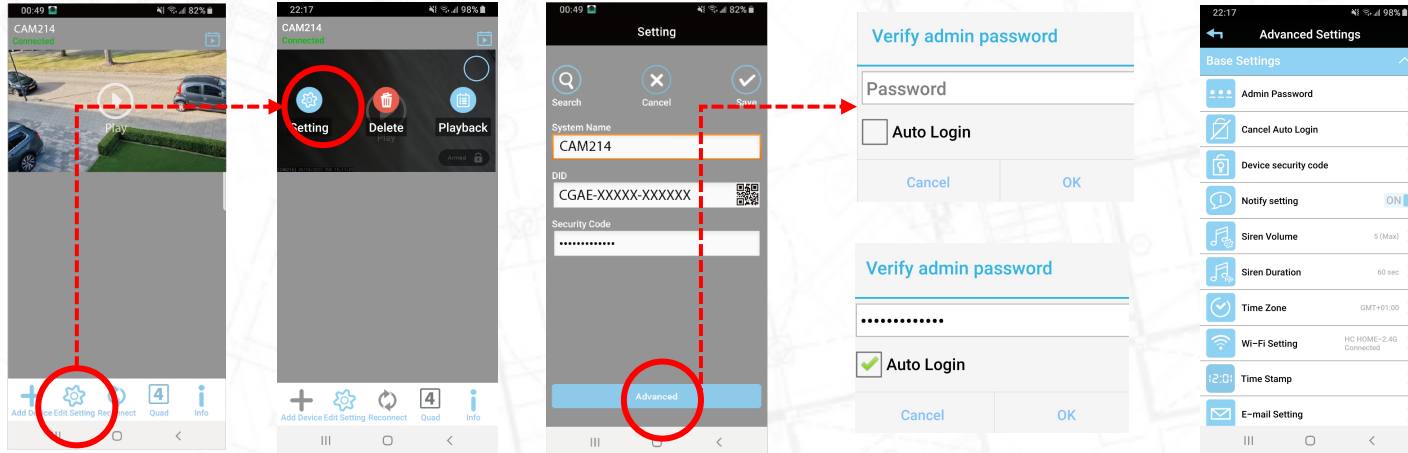 00:49 82%
CAM214
Connected
Play
Add Device Edit Setting Reconnect 4 Quad Info
22:17 98%
CAM214
Connected
Setting Delete Playback
Play
Armed
Add Device Edit Setting Reconnect 4 Quad Info
00:49 82%
Setting
Search Cancel Save
System Name
CAM214
DID
CGAE-XXXXX-XXXXXX
Security Code
•••••••••••••
Advanced
Verify admin password
Password
Auto Login
Cancel OK
Verify admin password
•••••••••••••
Auto Login
Cancel OK
22:17 98%
Advanced Settings
Base Settings
Admin Password
Cancel Auto Login
Device security code
Notify setting ON
Siren Volume 5 (Max)
Siren Duration 60 sec
Time Zone GMT+01:00
Wi-Fi Setting HC HOME-2.4G
Connected
12:01 Time Stamp
E-mail Setting